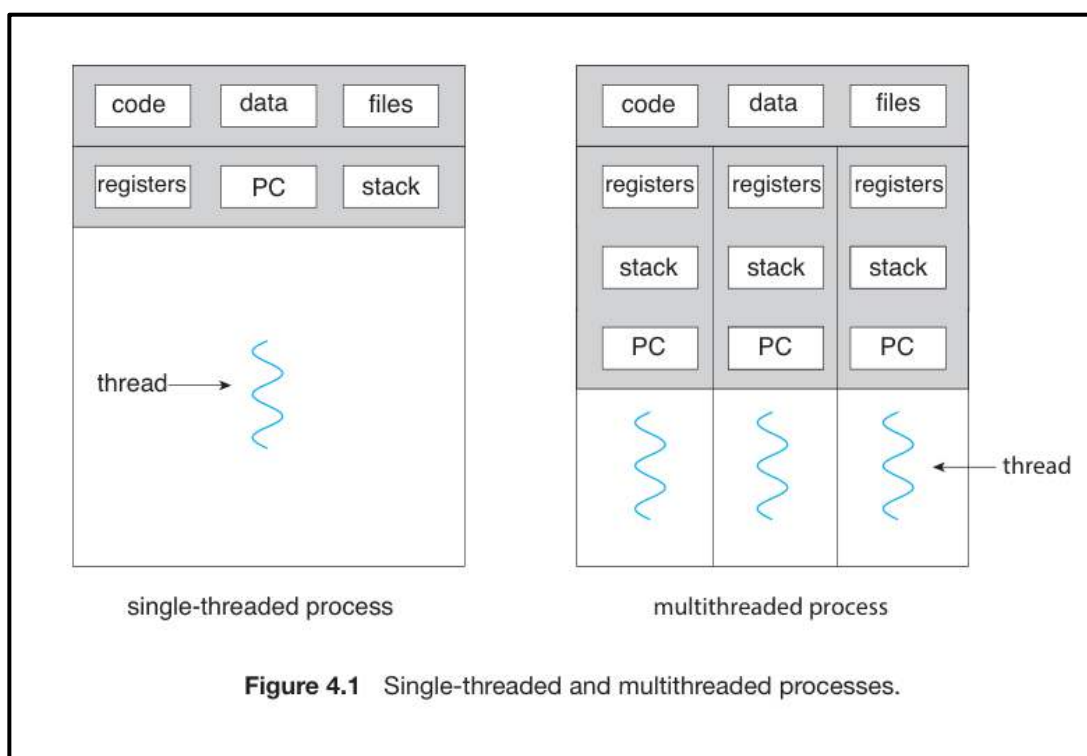 code data files
registers PC stack
thread
single-threaded process
code data files
registers registers registers
stack stack stack
PC PC PC
thread
multithreaded process
Figure 4.1 Single-threaded and multithreaded processes.